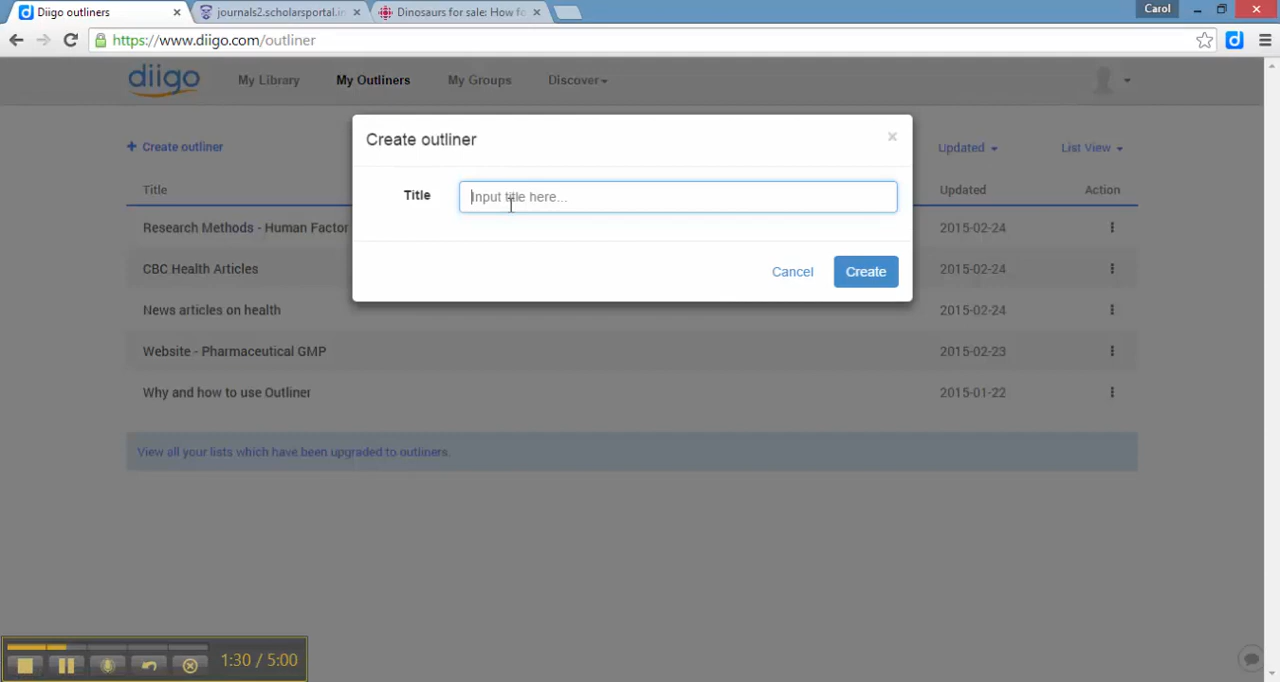 Diigo outliners
journals2.scholarsportal.in
Dinosaurs for sale: How fo
Carol
https://www.diigo.com/outliner
diigo
My Library
My Outliners
My Groups
Discover
Create outliner
+ Create outliner
Updated
List View
Title
Title
Input title here...
Updated
Action
Research Methods - Human Factor
2015-02-24
CBC Health Articles
2015-02-24
Cancel
Create
News articles on health
2015-02-24
Website - Pharmaceutical GMP
2015-02-23
Why and how to use Outliner
2015-01-22
View all your lists which have been upgraded to outliners.
1:30 / 5:00